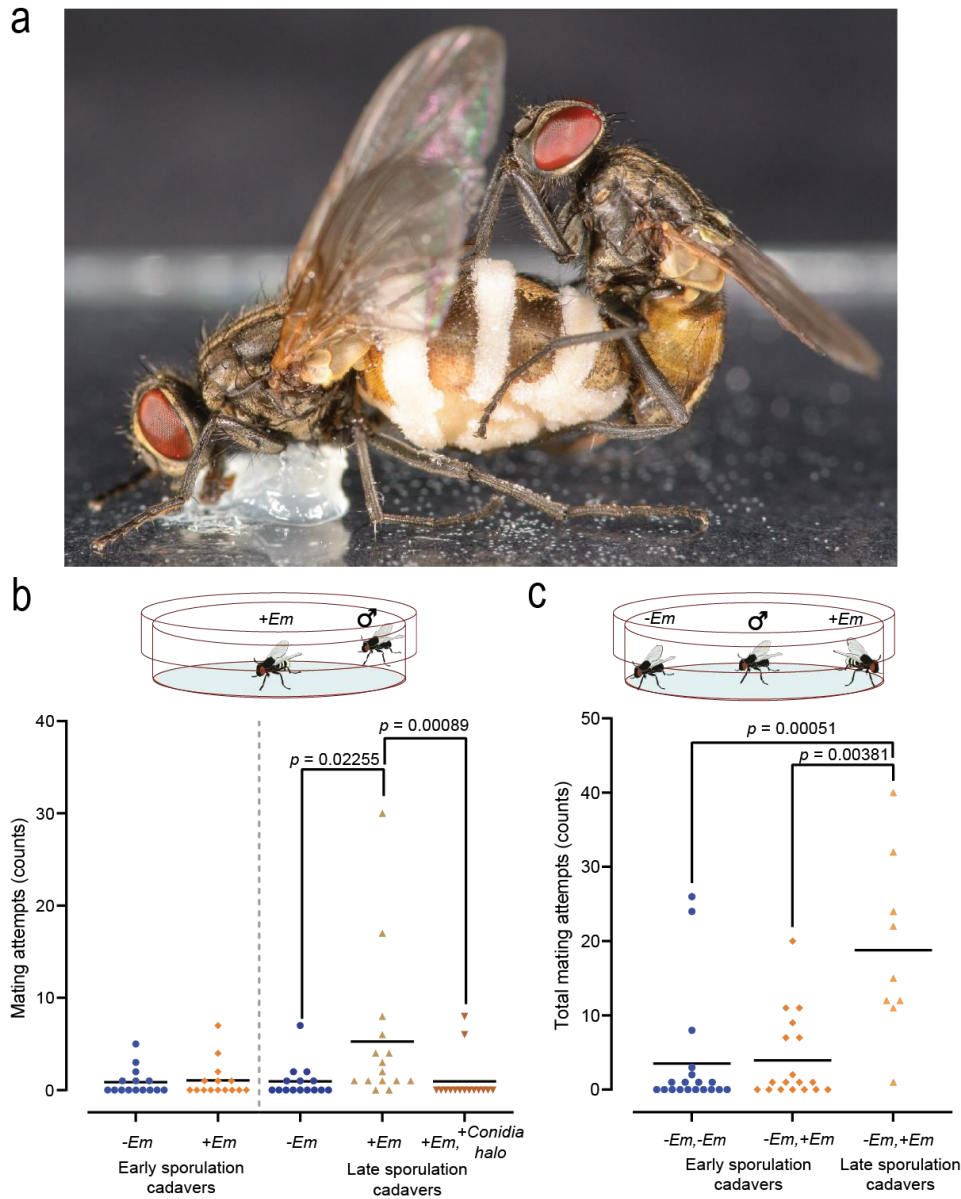 a
b
+Em
♂
Mating attempts (counts)
40
30
20
10
0
p = 0.02255
p = 0.00089
-Em
+Em
-Em
+Em
+Em, +Conidia
halo
Early sporulation
cadavers
Late sporulation
cadavers
c
-Em
♂
+Em
Total mating attempts (counts)
50
40
30
20
10
0
p = 0.00051
p = 0.00381
-Em,-Em
-Em,+Em
-Em,+Em
Early sporulation
cadavers
Late sporulation
cadavers